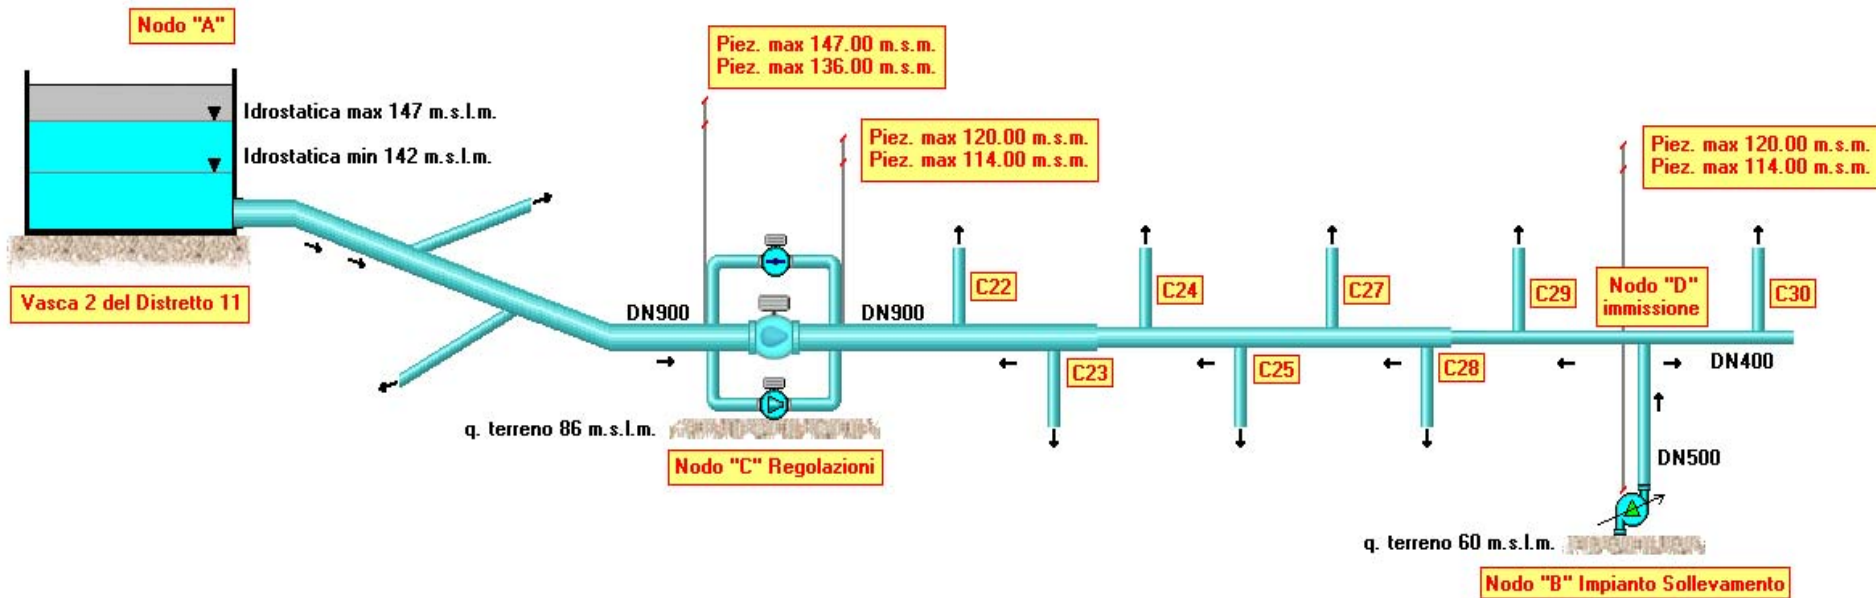 Nodo "A"
Idrostatica max 147 m.s.l.m.
Idrostatica min 142 m.s.l.m.
Vasca 2 del Distretto 11
Piez. max 147.00 m.s.m.
Piez. max 136.00 m.s.m.
Piez. max 120.00 m.s.m.
Piez. max 114.00 m.s.m.
Piez. max 120.00 m.s.m.
Piez. max 114.00 m.s.m.
DN900
DN900
C22
C24
C27
C29
Nodo "D"
immissione
C30
C23
C25
C28
DN400
q. terreno 86 m.s.l.m.
Nodo "C" Regolazioni
DN500
q. terreno 60 m.s.l.m.
Nodo "B" Impianto Sollevamento